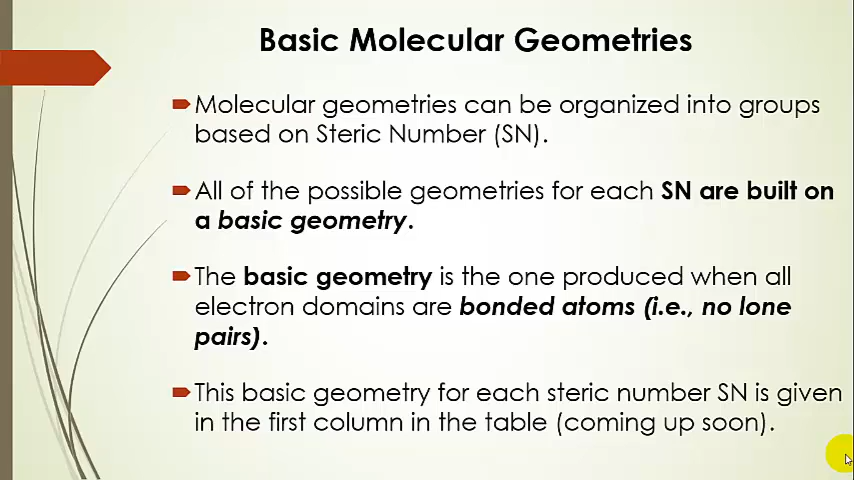 Basic Molecular Geometries
Molecular geometries can be organized into groups
based on Steric Number (SN).
All of the possible geometries for each SN are built on
a basic geometry.
The basic geometry is the one produced when all
electron domains are bonded atoms (i.e., no lone
pairs).
This basic geometry for each steric number SN is given
in the first column in the table (coming up soon).